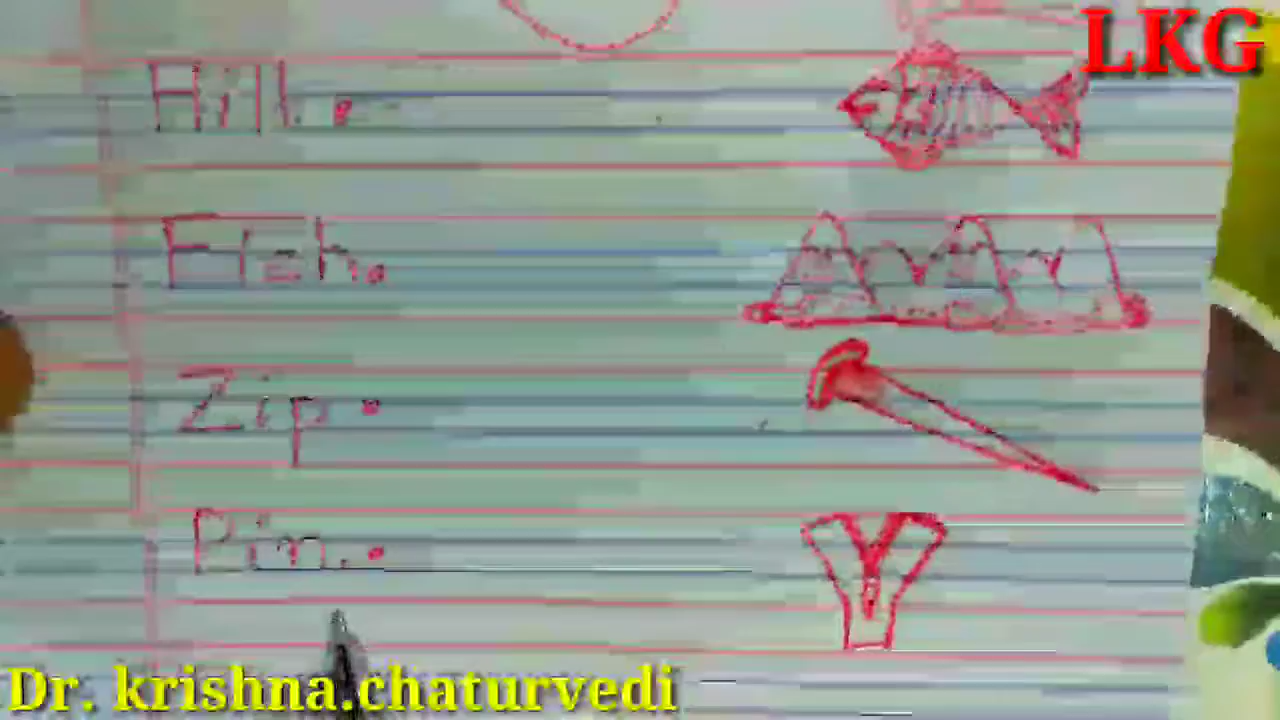 LKG
Hill.
Fish.
Zip.
Pin.
Dr. krishna.chaturvedi